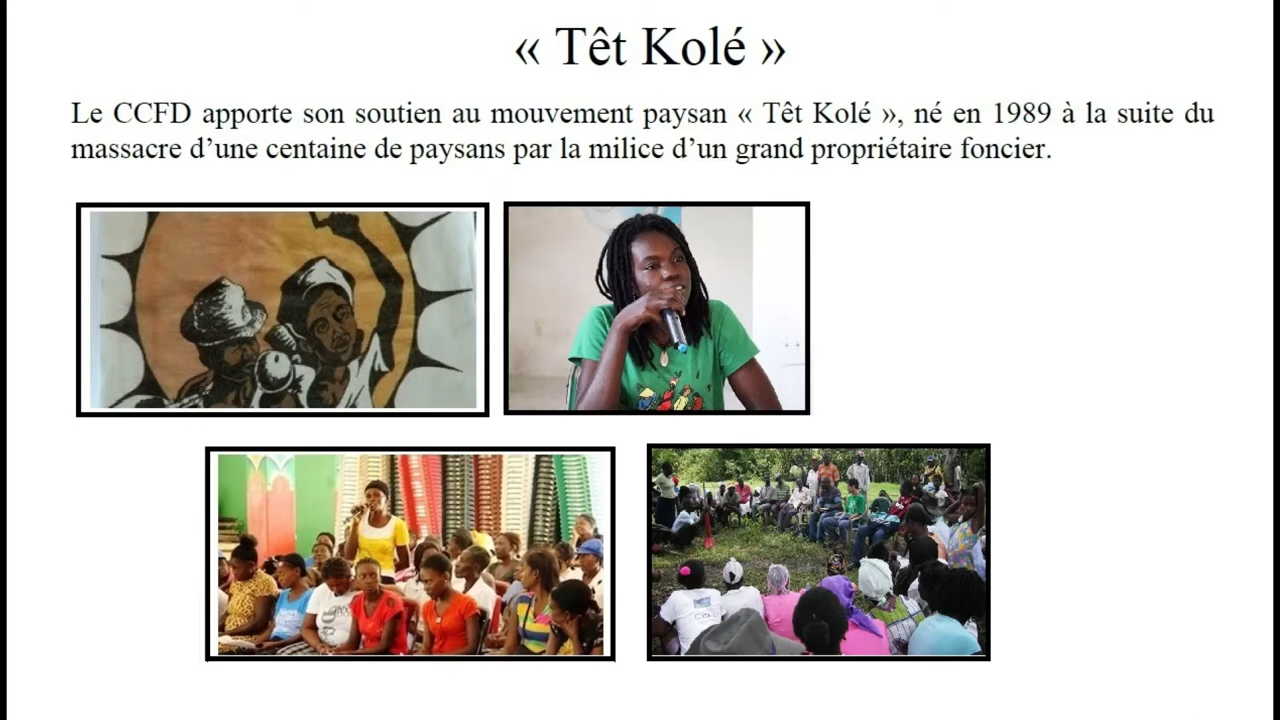 « Têt Kolé »
Le CCFD apporte son soutien au mouvement paysan « Têt Kolé », né en 1989 à la suite du
massacre d’une centaine de paysans par la milice d’un grand propriétaire foncier.